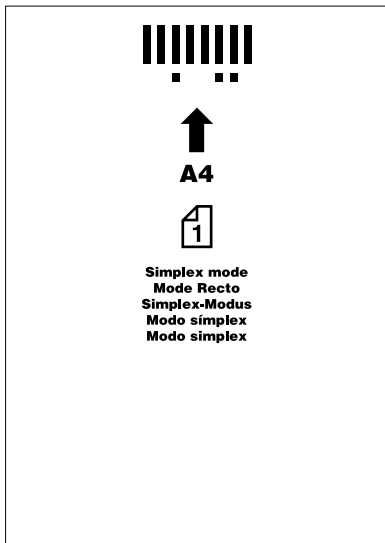 A4
1
Simplex mode
Mode Recto
Simplex-Modus
Modo símplex
Modo simplex